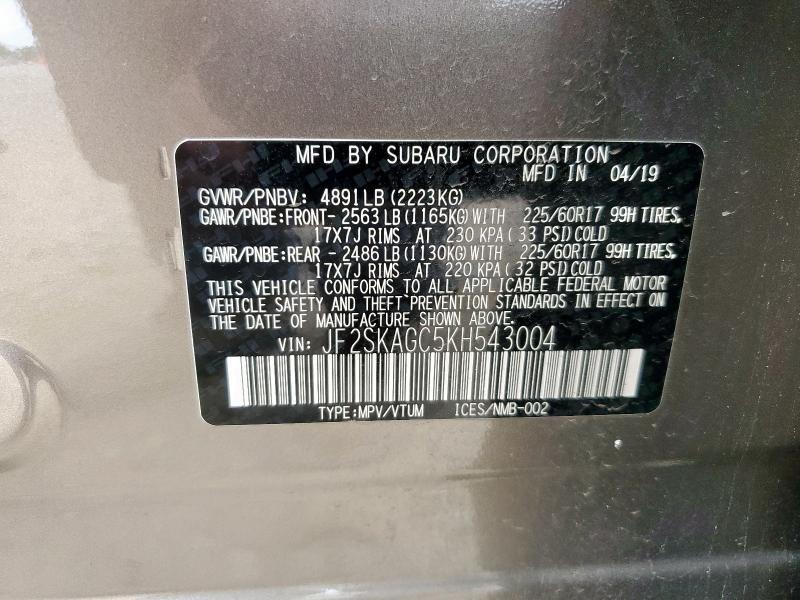 MFD BY SUBARU CORPORATION
MFD IN 04/19
GVWR/PNBV: 4891LB (2223KG)
GAWR/PNBE:FRONT- 2563 LB (1165KG) WITH 225/60R17 99H TIRES,
17X7J RIMS AT 230 KPA ( 33 PSI) COLD
GAWR/PNBE:REAR - 2486 LB (1130KG) WITH 225/60R17 99H TIRES,
17X7J RIMS AT 220 KPA ( 32 PSI) COLD
THIS VEHICLE CONFORMS TO ALL APPLICABLE FEDERAL MOTOR
VEHICLE SAFETY AND THEFT PREVENTION STANDARDS IN EFFECT ON
THE DATE OF MANUFACTURE SHOWN ABOVE.
VIN: JF2SKAGC5KH543004
TYPE:MPV/VTUM ICES/NMB-002